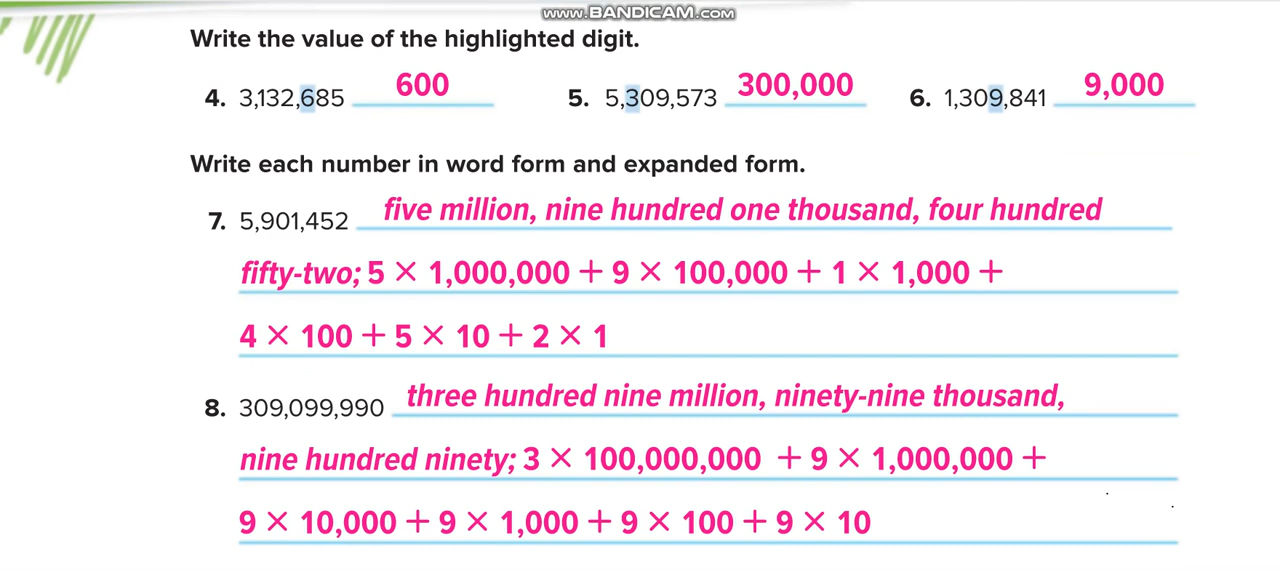 www.BANDICAM.com
Write the value of the highlighted digit.
4. 3,132,685 600 5. 5,309,573 300,000 6. 1,309,841 9,000
Write each number in word form and expanded form.
7. 5,901,452 five million, nine hundred one thousand, four hundred
fifty-two; 5 × 1,000,000 + 9 × 100,000 + 1 × 1,000 +
4 × 100 + 5 × 10 + 2 × 1
8. 309,099,990 three hundred nine million, ninety-nine thousand,
nine hundred ninety; 3 × 100,000,000 + 9 × 1,000,000 +
9 × 10,000 + 9 × 1,000 + 9 × 100 + 9 × 10